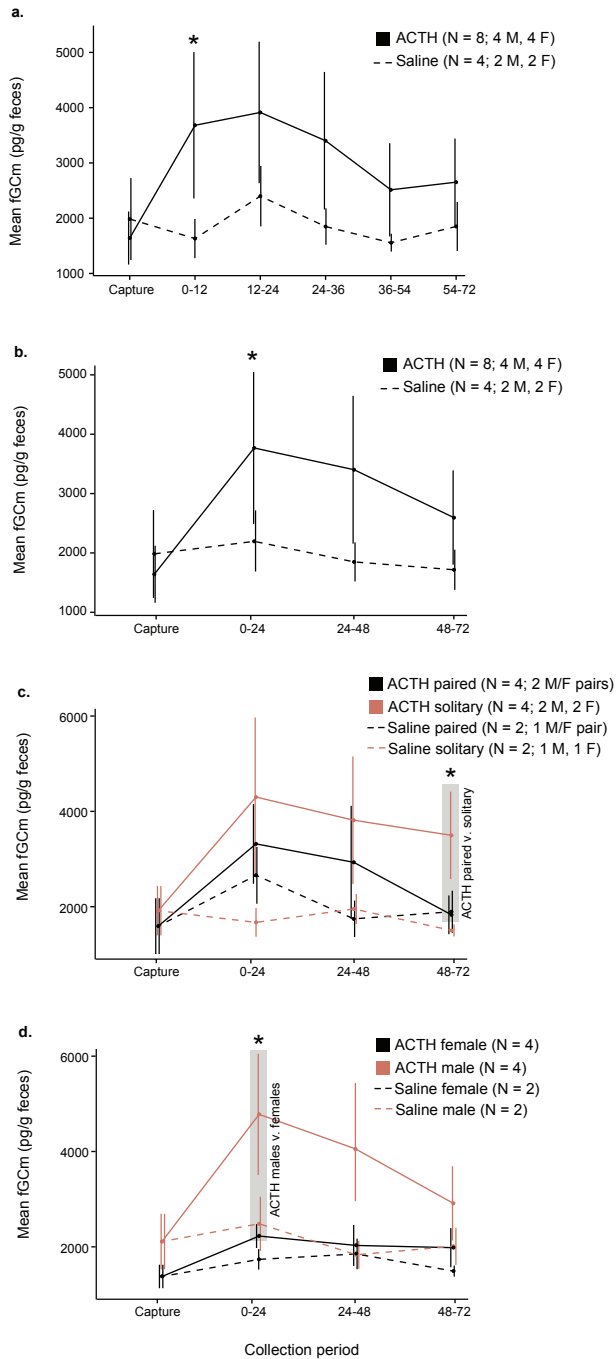 a.
*
ACTH (N = 8; 4 M, 4 F)
Saline (N = 4; 2 M, 2 F)
Mean fGCm (pg/g feces)
5000
4000
3000
2000
1000
Capture 0-12 12-24 24-36 36-54 54-72
b.
*
ACTH (N = 8; 4 M, 4 F)
Saline (N = 4; 2 M, 2 F)
Mean fGCm (pg/g feces)
5000
4000
3000
2000
1000
Capture 0-24 24-48 48-72
c.
ACTH paired (N = 4; 2 M/F pairs)
ACTH solitary (N = 4; 2 M, 2 F)
Saline paired (N = 2; 1 M/F pair)
Saline solitary (N = 2; 1 M, 1 F)
*
ACTH paired v. solitary
Mean fGCm (pg/g feces)
6000
4000
2000
Capture 0-24 24-48 48-72
d.
*
ACTH female (N = 4)
ACTH male (N = 4)
Saline female (N = 2)
Saline male (N = 2)
ACTH males v. females
Mean fGCm (pg/g feces)
6000
4000
2000
Capture 0-24 24-48 48-72
Collection period